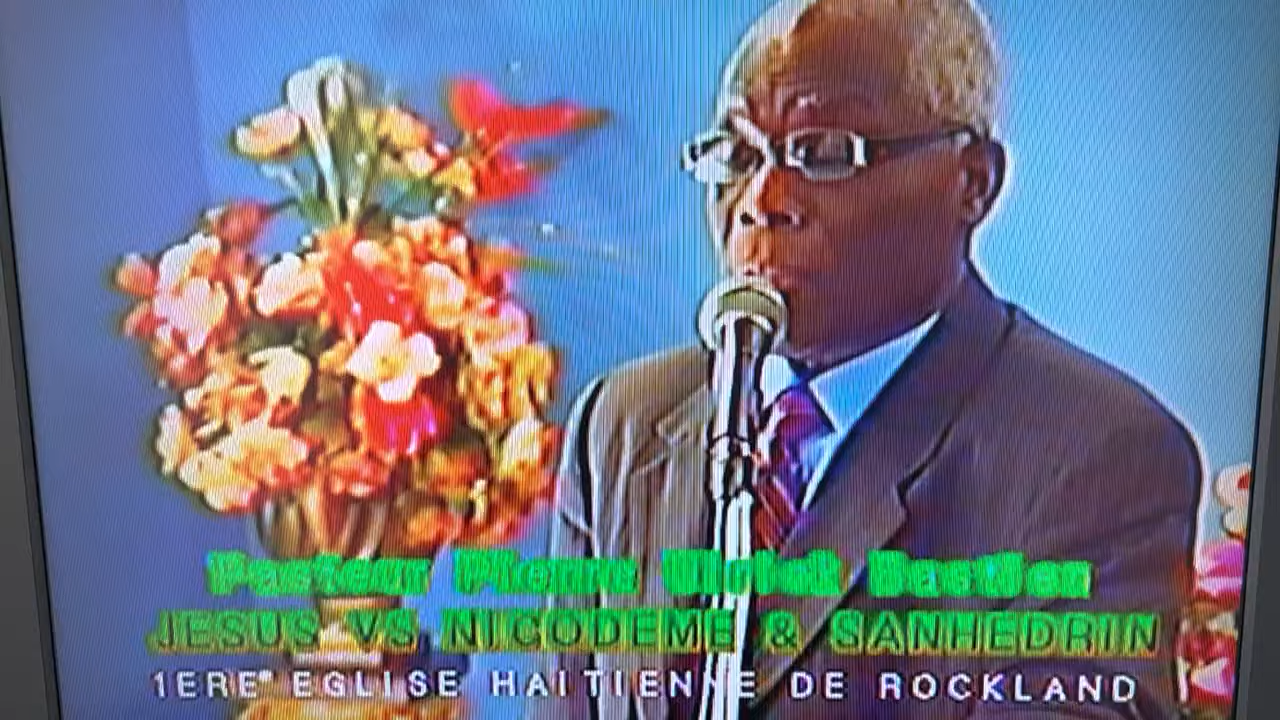 Pasteur Pierre Bastien
JESUS VS NICODEME & SANHEDRIN
1ERE EGLISE HAITIENNE DE ROCKLAND